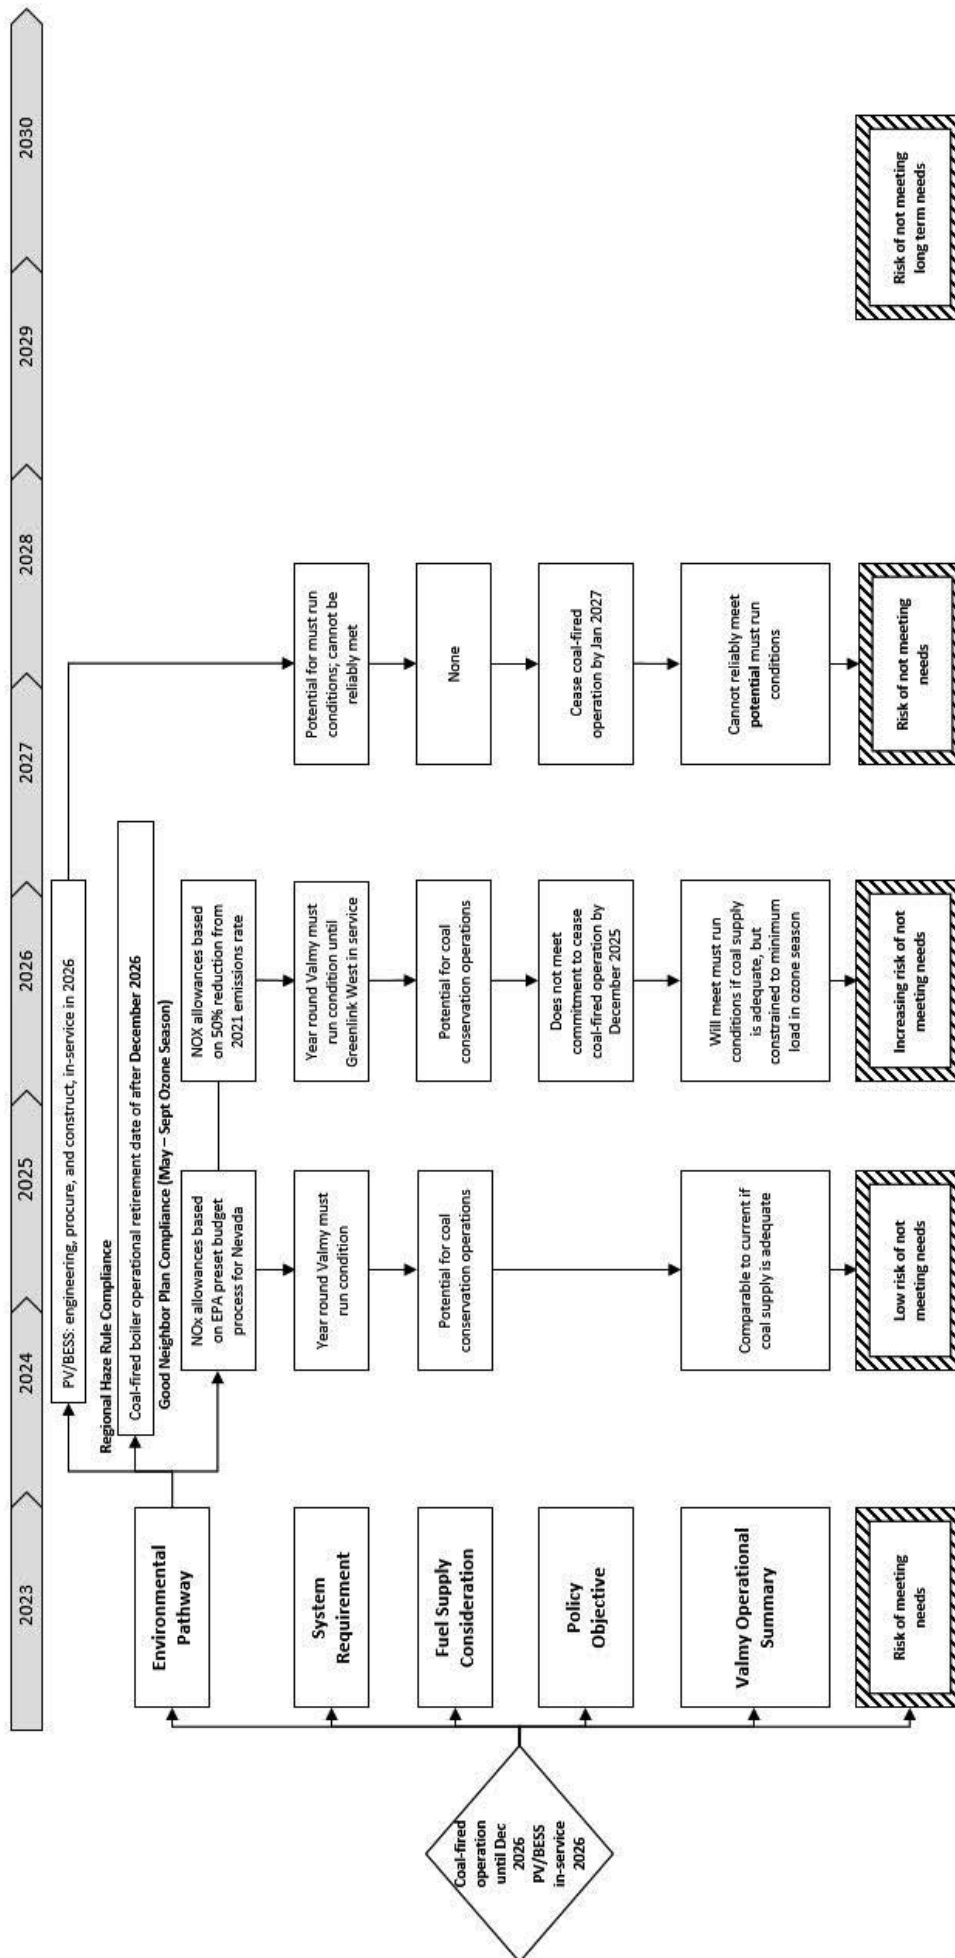 2023
2024
2025
2026
2027
2028
2029
2030
PV/BESS: engineering, procure, and construct, in-service in 2026
Regional Haze Rule Compliance
Coal-fired boiler operational retirement date of after December 2026
Good Neighbor Plan Compliance (May – Sept Ozone Season)
Coal-fired
operation
until Dec
2026
PV/BESS
in-service
2026
Environmental
Pathway
NOx allowances based
on EPA preset budget
process for Nevada
NOX allowances based
on 50% reduction from
2021 emissions rate
System
Requirement
Year round Valmy must
run condition
Year round Valmy must
run condition until
Greenlink West in service
Potential for must run
conditions; cannot be
reliably met
Fuel Supply
Consideration
Potential for coal
conservation operations
Potential for coal
conservation operations
None
Policy
Objective
Does not meet
commitment to cease
coal-fired operation by
December 2025
Cease coal-fired
operation by Jan 2027
Valmy Operational
Summary
Comparable to current if
coal supply is adequate
Will meet must run
conditions if coal supply
is adequate, but
constrained to minimum
load in ozone season
Cannot reliably meet
potential must run
conditions
Risk of meeting
needs
Low risk of not
meeting needs
Increasing risk of not
meeting needs
Risk of not meeting
needs
Risk of not meeting
long term needs